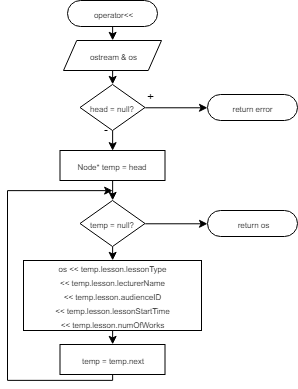 operator<<
ostream & os
+
head = null?
return error
-
Node* temp = head
temp = null?
return os
os << temp.lesson.lessonType
<< temp.lesson.lecturerName
<< temp.lesson.audienceID
<< temp.lesson.lessonStartTime
<< temp.lesson.numOfWorks
temp = temp.next